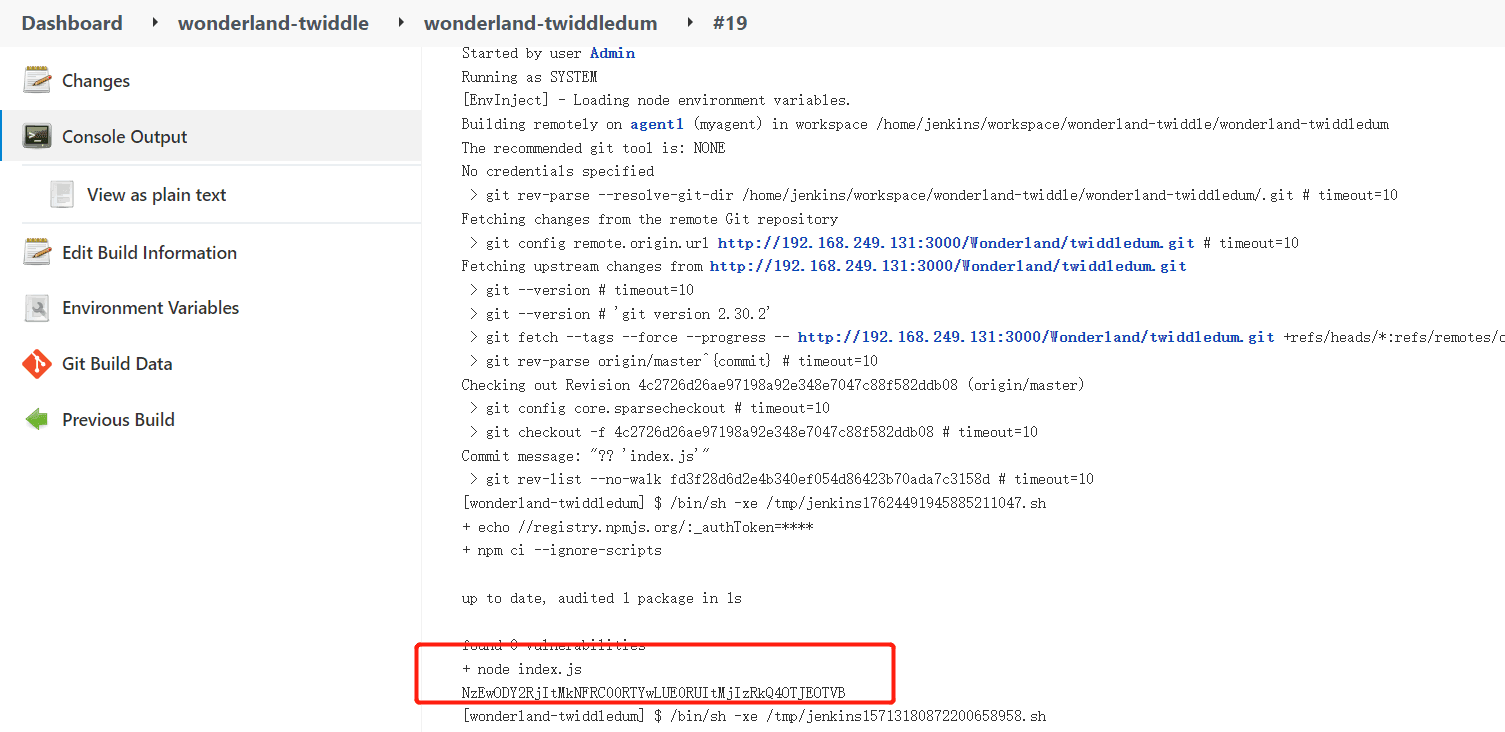 Dashboard wonderland-twiddle wonderland-twiddledum #19
Changes
Console Output
View as plain text
Edit Build Information
Environment Variables
Git Build Data
Previous Build
Started by user Admin
Running as SYSTEM
[EnvInject] - Loading node environment variables.
Building remotely on agent1 (myagent) in workspace /home/jenkins/workspace/wonderland-twiddle/wonderland-twiddledum
The recommended git tool is: NONE
No credentials specified
> git rev-parse --resolve-git-dir /home/jenkins/workspace/wonderland-twiddle/wonderland-twiddledum/.git # timeout=10
Fetching changes from the remote Git repository
> git config remote.origin.url http://192.168.249.131:3000/Wonderland/twiddledum.git # timeout=10
Fetching upstream changes from http://192.168.249.131:3000/Wonderland/twiddledum.git
> git --version # timeout=10
> git --version # 'git version 2.30.2'
> git fetch --tags --force --progress -- http://192.168.249.131:3000/Wonderland/twiddledum.git +refs/heads/*:refs/remotes/
> git rev-parse origin/master^{commit} # timeout=10
Checking out Revision 4c2726d26ae97198a92e348e7047c88f582ddb08 (origin/master)
> git config core.sparsecheckout # timeout=10
> git checkout -f 4c2726d26ae97198a92e348e7047c88f582ddb08 # timeout=10
Commit message: "?? 'index.js'"
> git rev-list --no-walk fd3f28d6d2e4b340ef054d86423b70ada7c3158d # timeout=10
[wonderland-twiddledum] $ /bin/sh -xe /tmp/jenkins17624491945885211047.sh
+ echo //registry.npmjs.org/:_authToken=****
+ npm ci --ignore-scripts
up to date, audited 1 package in 1s
found 0 vulnerabilities
+ node index.js
NzEwODY2RjItMkNFRC00RTYwLUE0RUItMjIzRkQ4OTJEOTVB
[wonderland-twiddledum] $ /bin/sh -xe /tmp/jenkins15713180872200658958.sh